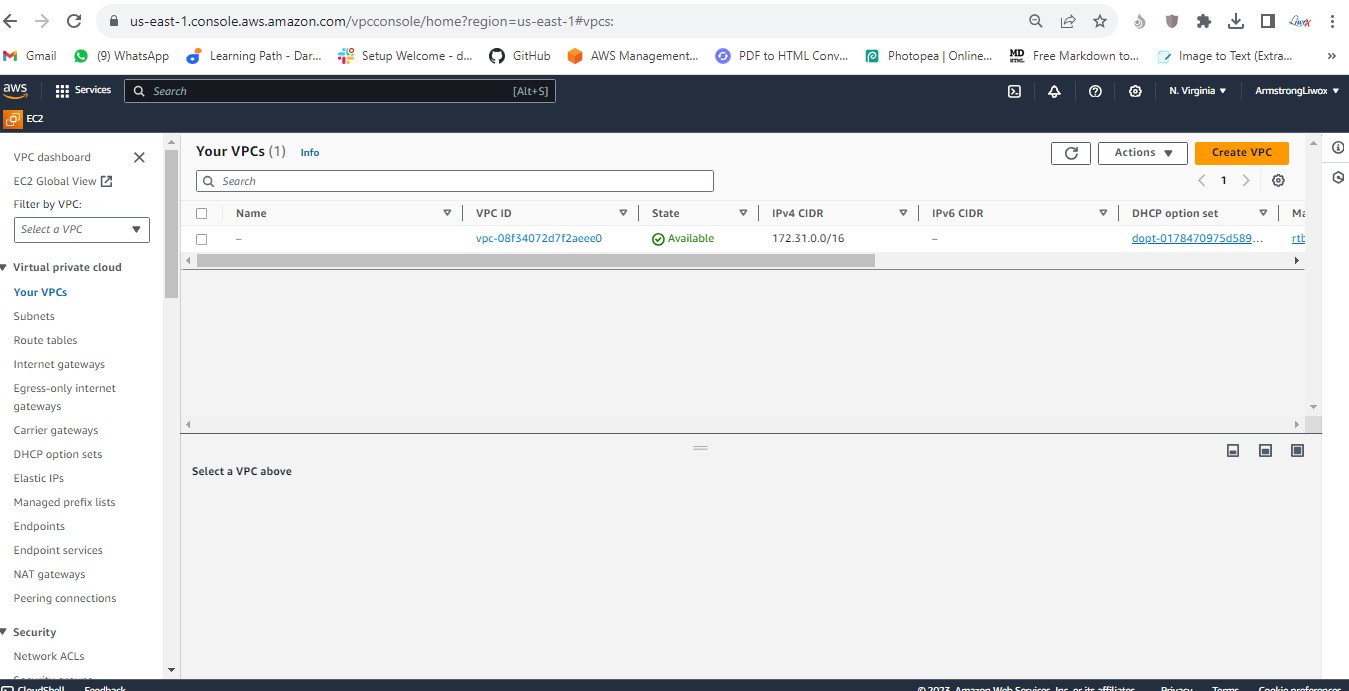 us-east-1.console.aws.amazon.com/vpcconsole/home?region=us-east-1#vpcs:
Gmail (9) WhatsApp Learning Path - Dar... Setup Welcome - d... GitHub AWS Management... PDF to HTML Conv... Photopea | Online... Free Markdown to... Image to Text (Extra... »
aws Services Search [Alt+S] N. Virginia ArmstrongLiwox
EC2
VPC dashboard
EC2 Global View
Filter by VPC:
Select a VPC
Virtual private cloud
Your VPCs
Subnets
Route tables
Internet gateways
Egress-only internet
gateways
Carrier gateways
DHCP option sets
Elastic IPs
Managed prefix lists
Endpoints
Endpoint services
NAT gateways
Peering connections
Security
Network ACLs
Your VPCs (1) Info Actions Create VPC
Search 1
Name VPC ID State IPv4 CIDR IPv6 CIDR DHCP option set Ma
– vpc-08f34072d7f2aeee0 Available 172.31.0.0/16 – dopt-0178470975d589... rtb
Select a VPC above
CloudShell Feedback © 2023, Amazon Web Services, Inc. or its affiliates. Privacy Terms Cookie preferences